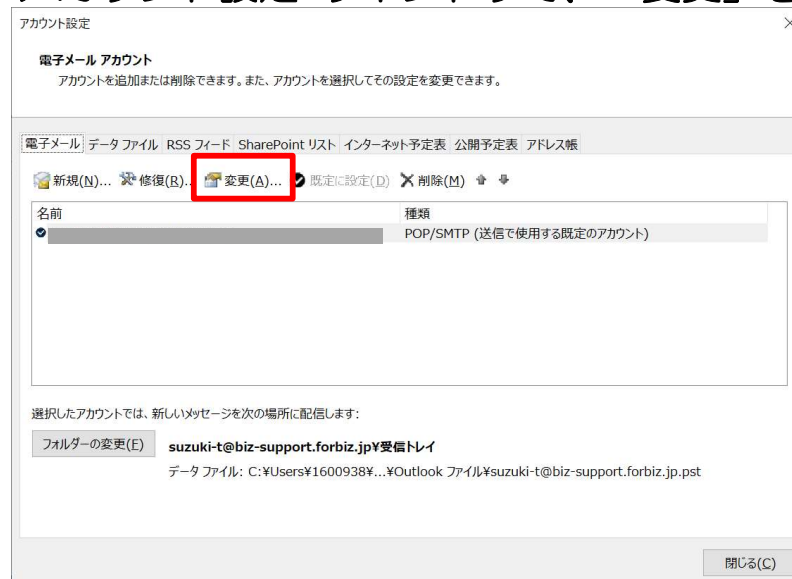 アカウント設定
電子メール アカウント
アカウントを追加または削除できます。また、アカウントを選択してその設定を変更できます。
電子メール データ ファイル RSS フィード SharePoint リスト インターネット予定表 公開予定表 アドレス帳
新規(N)... 修復(R)... 変更(A)... 既定に設定(D) 削除(M)
名前 種類
POP/SMTP (送信で使用する既定のアカウント)
選択したアカウントでは、新しいメッセージを次の場所に配信します:
フォルダーの変更(F) suzuki-t@biz-support.forbiz.jp¥受信トレイ
データ ファイル: C:¥Users¥1600938¥...¥Outlook ファイル¥suzuki-t@biz-support.forbiz.jp.pst
閉じる(C)